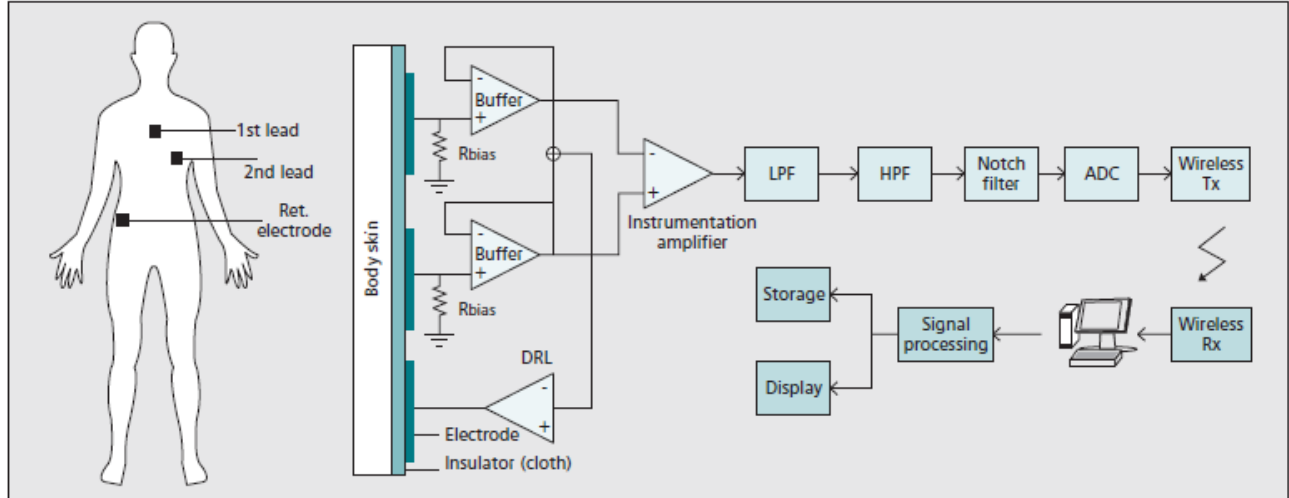 1st lead
2nd lead
Ret.
electrode
Body skin
-
Buffer
+
Rbias
-
Buffer
+
Rbias
DRL
-
+
Electrode
Insulator (cloth)
-
+
Instrumentation
amplifier
LPF
HPF
Notch
filter
ADC
Wireless
Tx
Storage
Display
Signal
processing
Wireless
Rx